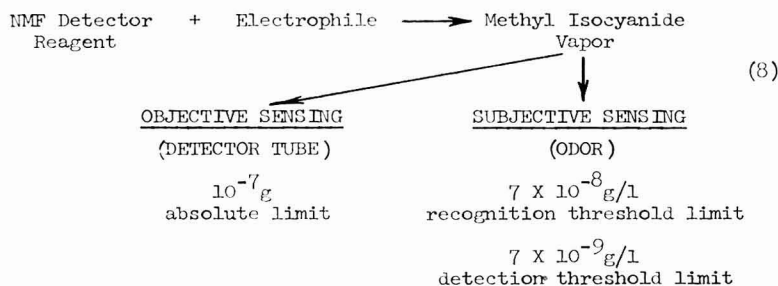 NMF Detector + Electrophile Methyl Isocyanide
Reagent Vapor
(8)
OBJECTIVE SENSING SUBJECTIVE SENSING
(DETECTOR TUBE) (ODOR)
10⁻⁷g 7 X 10⁻⁸g/l
absolute limit recognition threshold limit
7 X 10⁻⁹g/l
detection threshold limit